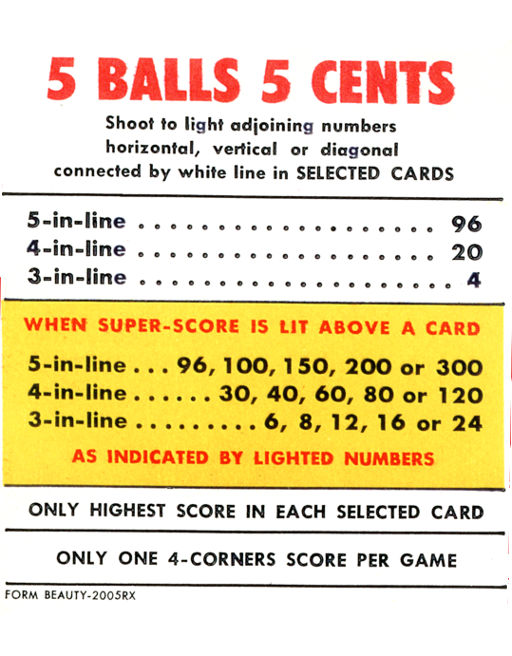 5 BALLS 5 CENTS
Shoot to light adjoining numbers
horizontal, vertical or diagonal
connected by white line in SELECTED CARDS
5-in-line . . . . . . . . . . . . . . . . . . . 96
4-in-line . . . . . . . . . . . . . . . . . . . 20
3-in-line . . . . . . . . . . . . . . . . . . . . 4
WHEN SUPER-SCORE IS LIT ABOVE A CARD
5-in-line . . . 96, 100, 150, 200 or 300
4-in-line . . . . . . 30, 40, 60, 80 or 120
3-in-line . . . . . . . . . 6, 8, 12, 16 or 24
AS INDICATED BY LIGHTED NUMBERS
ONLY HIGHEST SCORE IN EACH SELECTED CARD
ONLY ONE 4-CORNERS SCORE PER GAME
FORM BEAUTY-2005RX